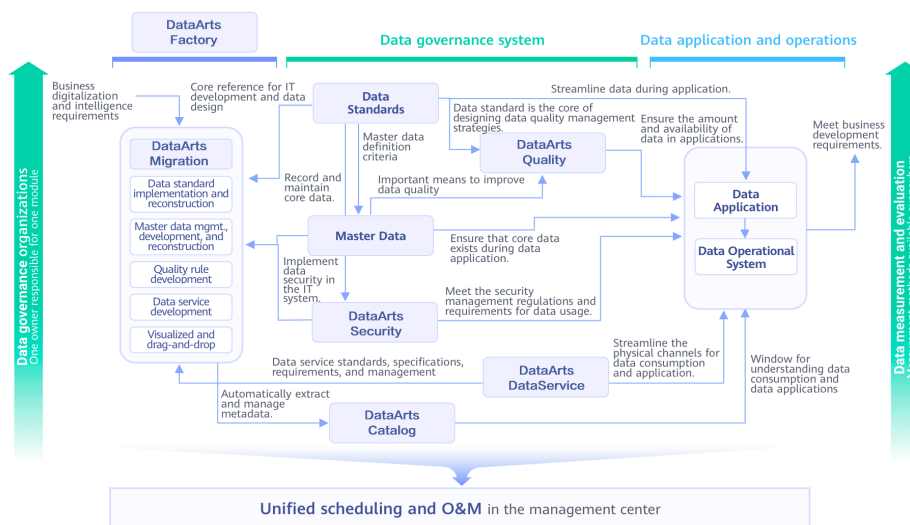 DataArts
Factory
Data governance system
Data application and operations
Data governance organizations
One owner responsible for one module
Business
digitalization
and intelligence
requirements
Core reference for IT
development and data
design
Data
Standards
Streamline data during application.
Data standard is the core of
designing data quality management
strategies.
Ensure the amount
and availability of
data in applications.
Meet business
development
requirements.
Master data
definition
criteria
DataArts
Quality
DataArts
Migration
Data standard
implementation and
reconstruction
Master data mgmt.,
development, and
reconstruction
Quality rule
development
Data service
development
Visualized and
drag-and-drop
Record and
maintain
core data.
Important means to improve
data quality
Master Data
Ensure that core data
exists during data
application.
Data
Application
Data Operational
System
Implement
data
security in
the IT
system.
Meet the security
management regulations and
requirements for data usage.
DataArts
Security
Data service standards, specifications,
requirements, and management
DataArts
DataService
Streamline the
physical channels for
data consumption
and application.
Window for
understanding data
consumption and
data applications
Automatically extract
and manage
metadata.
DataArts
Catalog
Data measurement and evaluation
Unified scheduling and O&M in the management center